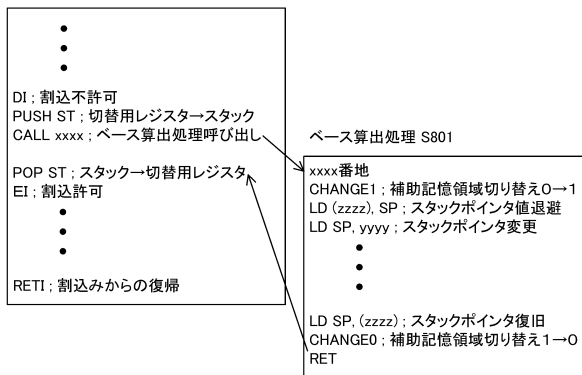 DI ; 割込不許可
PUSH ST ; 切替用レジスタ→スタック
CALL xxxx ; ベース算出処理呼び出し
POP ST ; スタック→切替用レジスタ
EI ; 割込許可
RETI ; 割込みからの復帰
ベース算出処理 S801
xxxx番地
CHANGE1 ; 補助記憶領域切り替え0→1
LD (zzzz), SP ; スタックポインタ値退避
LD SP, yyyy ; スタックポインタ変更
LD SP, (zzzz) ; スタックポインタ復旧
CHANGE0 ; 補助記憶領域切り替え1→0
RET